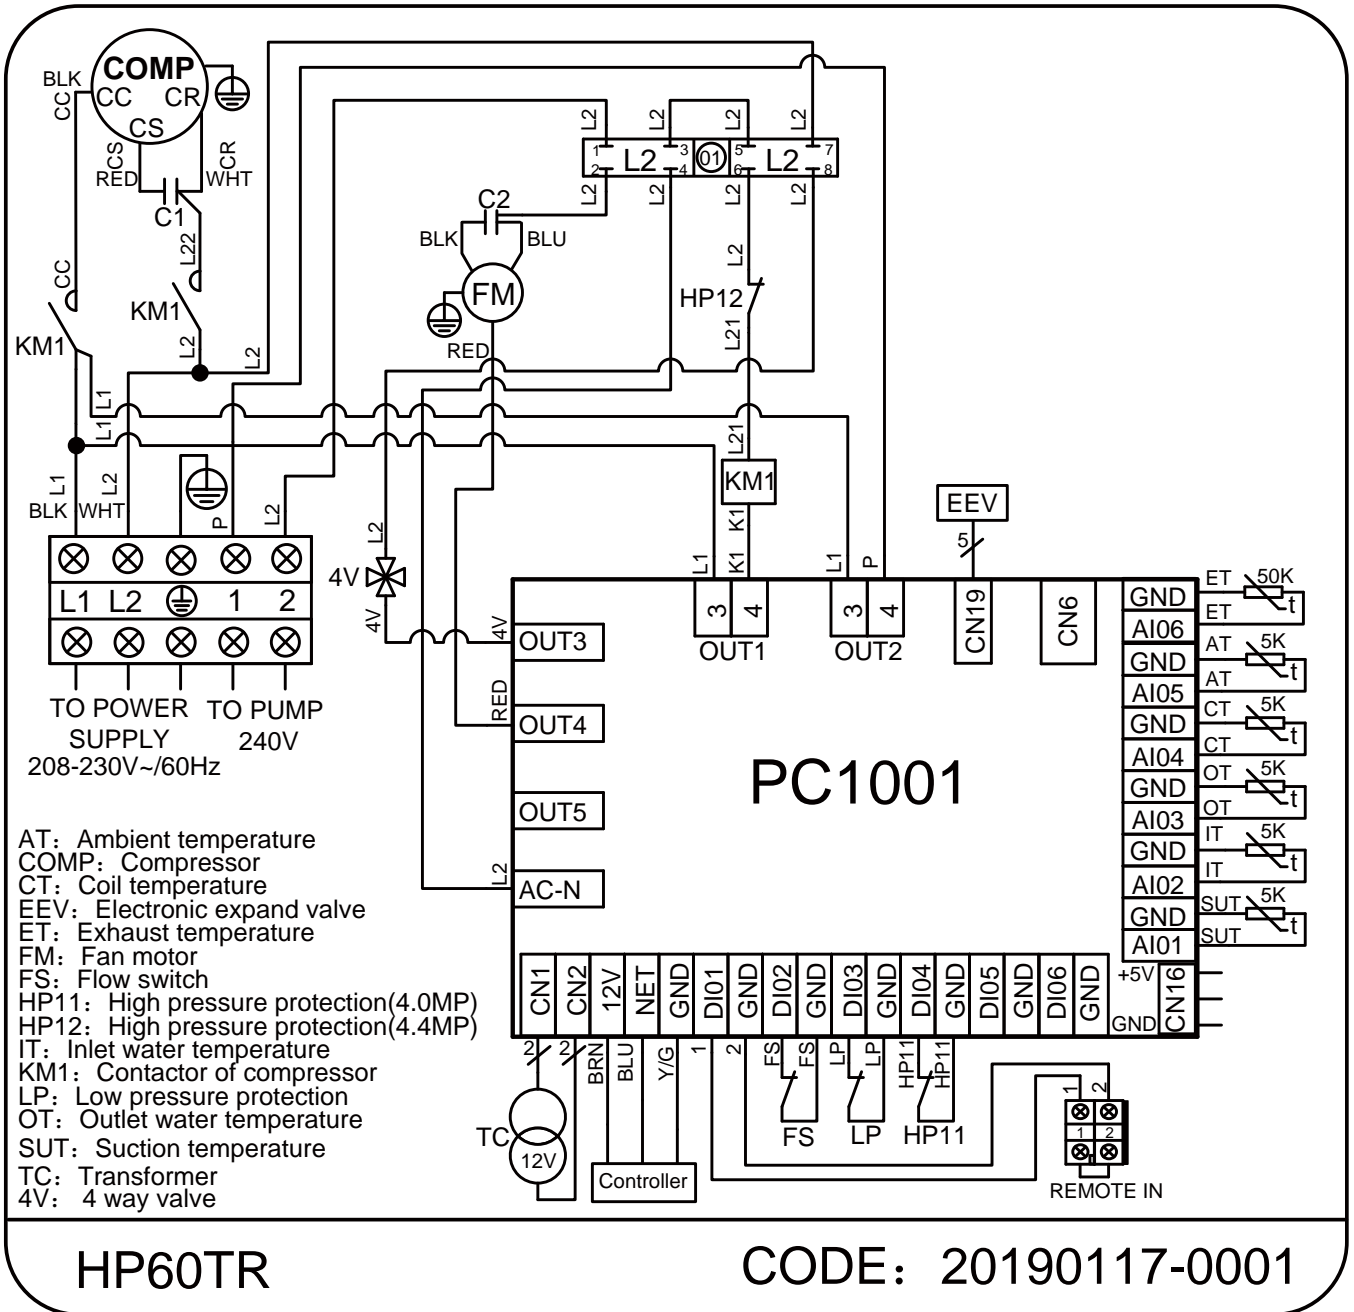 COMP
BLK
CC
CC
CR
CS
CS
RED
CR
WHT
C1
L22
CC
KM1
KM1
L2
L2
L1
L1
L1
BLK
L2
WHT
P
L2
L1 L2 1 2
TO POWER SUPPLY
208-230V~/60Hz
TO PUMP
240V
L2 L2 L2 L2
1 3 5 7
L2 01 L2
2 4 6 8
L2 L2 L2 L2
C2
BLK BLU
FM
RED
L2
HP12
L21
L21
KM1
K1
K1
L1
L1
P
EEV
5
L2
4V
4V
4V
RED
L2
OUT3
OUT4
OUT5
AC-N
3 4
OUT1
3 4
OUT2
CN19
CN6
PC1001
GND
AI06
GND
AI05
GND
AI04
GND
AI03
GND
AI02
GND
AI01
+5V
CN16
GND
ET 50K
ET t
AT 5K
AT t
CT 5K
CT t
OT 5K
OT t
IT 5K
IT t
SUT 5K
SUT t
CN1 CN2 12V NET GND DI01 GND DI02 GND DI03 GND DI04 GND DI05 GND DI06 GND
2 2 BRN BLU Y/G 1 2 FS FS LP LP HP11 HP11
TC
12V
Controller
FS LP HP11
1 2
1 2
REMOTE IN
AT：Ambient temperature
COMP：Compressor
CT：Coil temperature
EEV：Electronic expand valve
ET：Exhaust temperature
FM：Fan motor
FS：Flow switch
HP11：High pressure protection(4.0MP)
HP12：High pressure protection(4.4MP)
IT：Inlet water temperature
KM1：Contactor of compressor
LP：Low pressure protection
OT：Outlet water temperature
SUT：Suction temperature
TC：Transformer
4V：4 way valve
HP60TR
CODE：20190117-0001